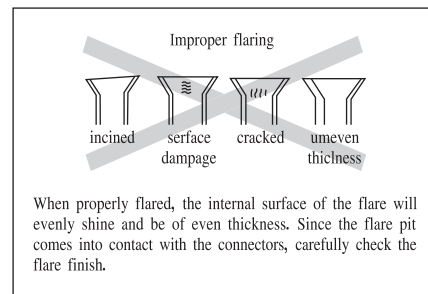 Improper flaring
incined serface cracked umeven
dampage thiclness
When properly flared, the internal surface of the flare will
evenly shine and be of even thickness. Since the flare pit
comes into contact with the connectors, carefully check the
flare finish.